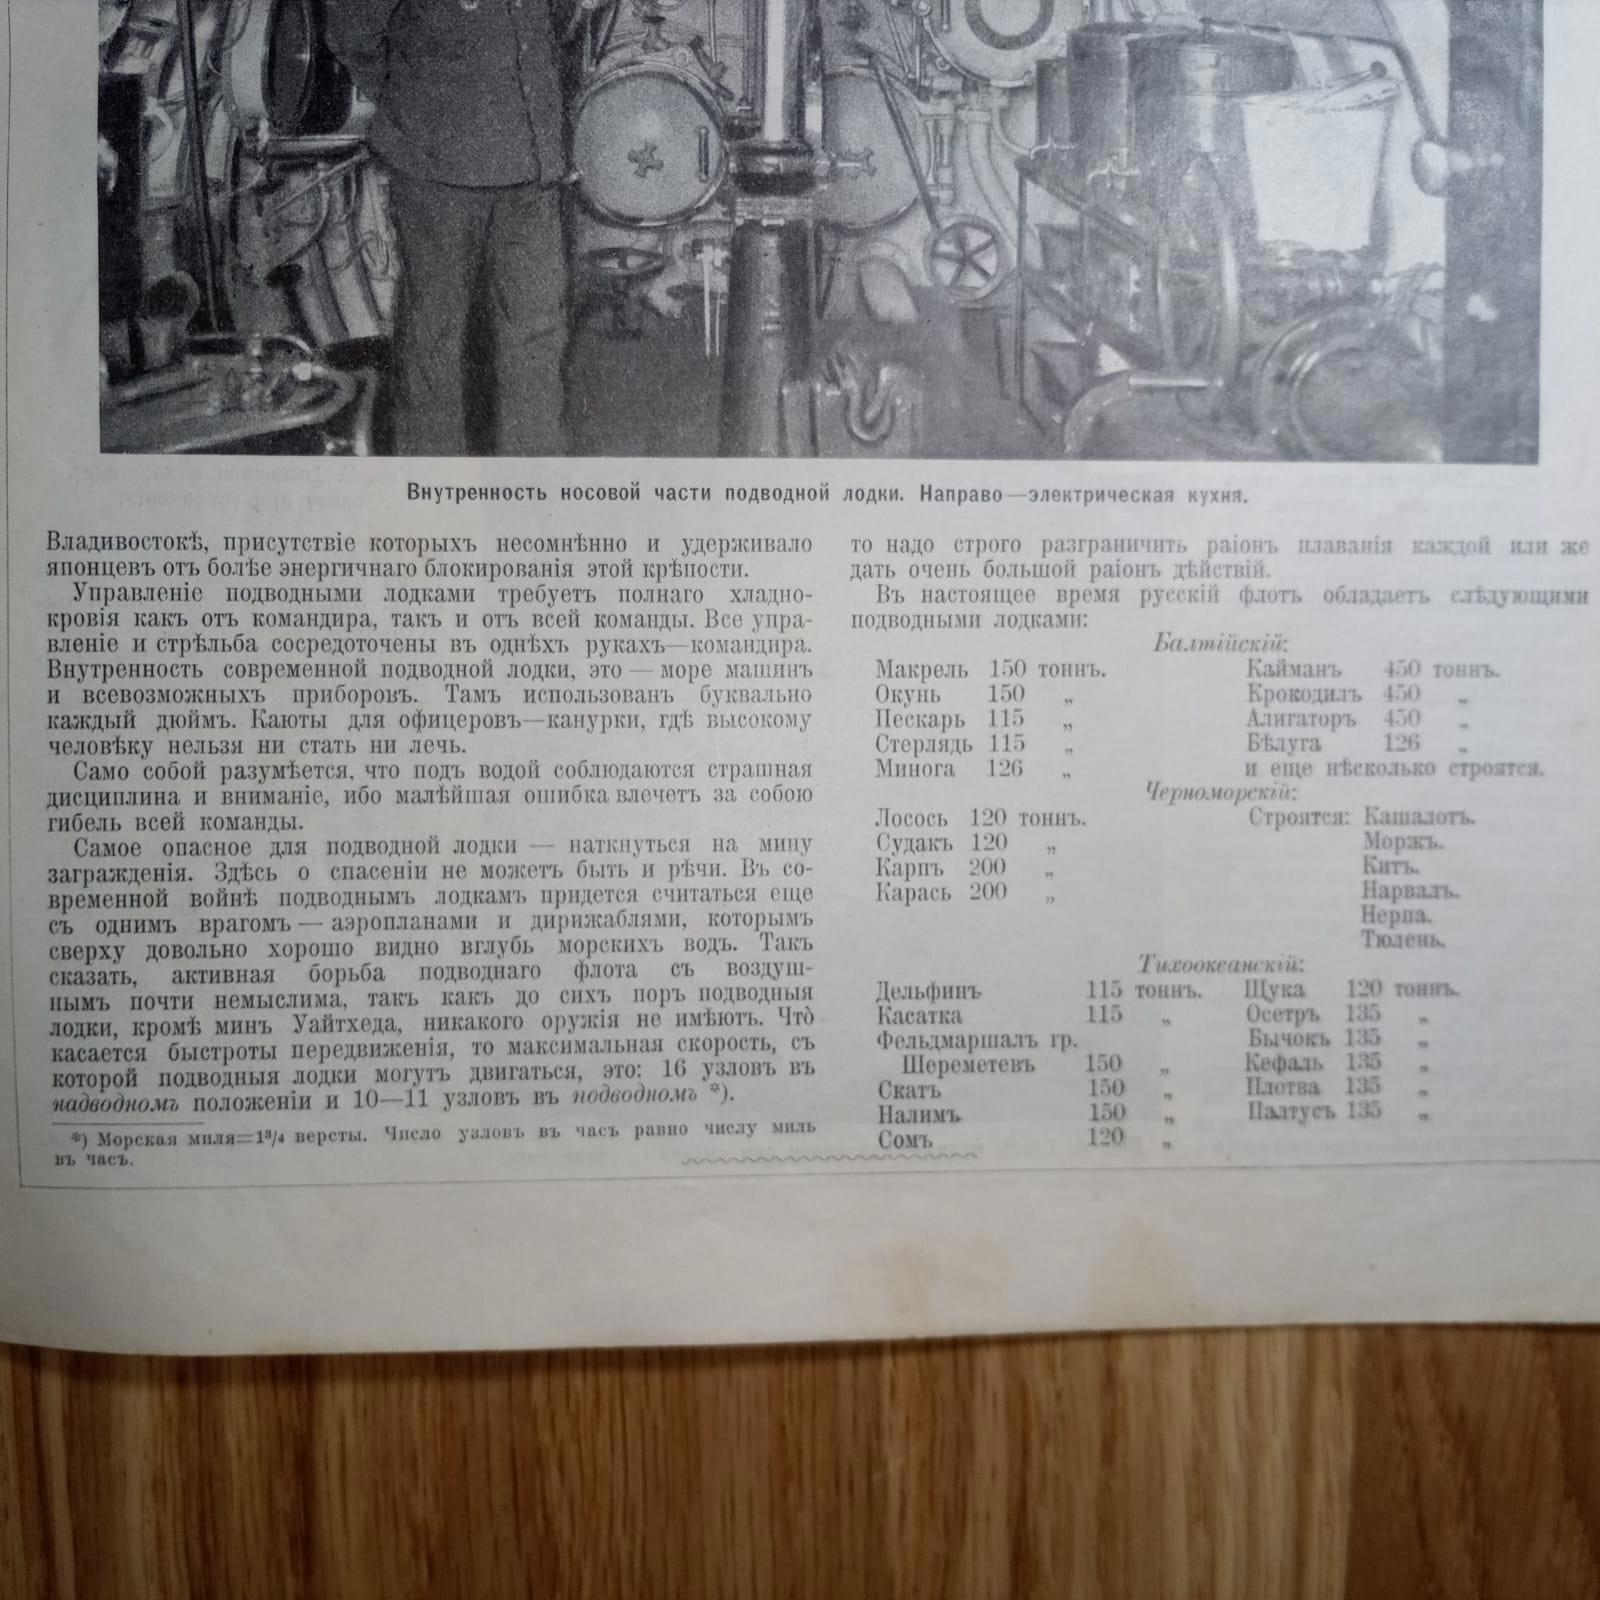 Внутренность носовой части подводной лодки. Направо—электрическая кухня.
Владивостокѣ, присутствіе которыхъ несомнѣнно и удерживало
японцевъ отъ болѣе энергичнаго блокированія этой крѣпости.
Управленіе подводными лодками требуетъ полнаго хладно-
кровія какъ отъ командира, такъ и отъ всей команды. Все упра-
вленіе и стрѣльба сосредоточены въ однѣхъ рукахъ—командира.
Внутренность современной подводной лодки, это — море машинъ
и всевозможныхъ приборовъ. Тамъ использованъ буквально
каждый дюймъ. Каюты для офицеровъ—канурки, гдѣ высокому
человѣку нельзя ни стать ни лечь.
Само собой разумѣется, что подъ водой соблюдаются страшная
дисциплина и вниманіе, ибо малѣйшая ошибка влечетъ за собою
гибель всей команды.
Самое опасное для подводной лодки — наткнуться на мину
загражденія. Здѣсь о спасеніи не можетъ быть и рѣчи. Въ со-
временной войнѣ подводнымъ лодкамъ придется считаться еще
съ однимъ врагомъ — аэропланами и дирижаблями, которымъ
сверху довольно хорошо видно вглубь морскихъ водъ. Такъ
сказать, активная борьба подводнаго флота съ воздуш-
нымъ почти немыслима, такъ какъ до сихъ поръ подводныя
лодки, кромѣ минъ Уайтхеда, никакого оружія не имѣютъ. Что̀
касается быстроты передвиженія, то максимальная скорость, съ
которой подводныя лодки могутъ двигаться, это: 16 узловъ въ
надводномъ положеніи и 10—11 узловъ въ подводномъ *).
*) Морская миля=1³/₄ версты. Число узловъ въ часъ равно числу миль
въ часъ.
то надо строго разграничить раіонъ плаванія каждой или же
дать очень большой раіонъ дѣйствій.
Въ настоящее время русскій флотъ обладаетъ слѣдующими
подводными лодками:
Балтійскій:
Макрель 150 тоннъ. Кайманъ 450 тоннъ.
Окунь 150 „ Крокодилъ 450 „
Пескарь 115 „ Алигаторъ 450 „
Стерлядь 115 „ Бѣлуга 126 „
Минога 126 „ и еще нѣсколько строятся.
Черноморскій:
Лосось 120 тоннъ. Строятся: Кашалотъ.
Судакъ 120 „ Моржъ.
Карпъ 200 „ Китъ.
Карась 200 „ Нарвалъ.
Нерпа.
Тюлень.
Тихоокеанскій:
Дельфинъ 115 тоннъ. Щука 120 тоннъ.
Касатка 115 „ Осетръ 135 „
Фельдмаршалъ гр. Бычокъ 135 „
Шереметевъ 150 „ Кефаль 135 „
Скатъ 150 „ Плотва 135 „
Налимъ 150 „ Палтусъ 135 „
Сомъ 120 „